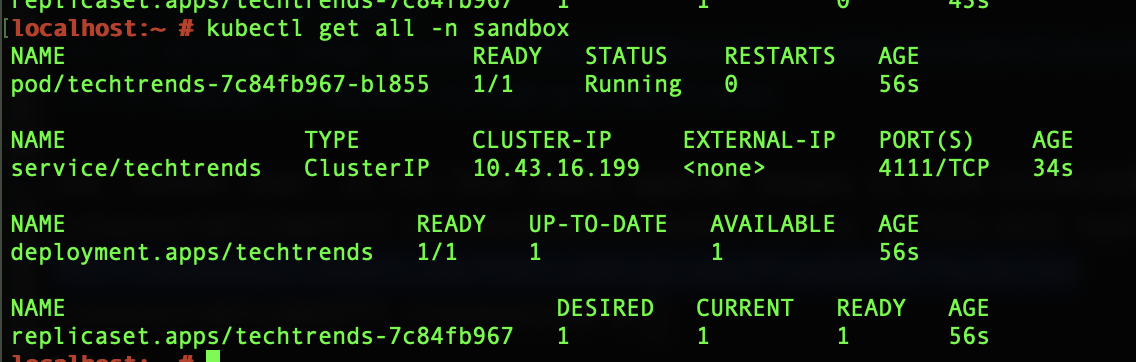 replicaset.apps/techtrends-7c84fb967 1 1 0 45s
[localhost:~ # kubectl get all -n sandbox
NAME READY STATUS RESTARTS AGE
pod/techtrends-7c84fb967-bl855 1/1 Running 0 56s
NAME TYPE CLUSTER-IP EXTERNAL-IP PORT(S) AGE
service/techtrends ClusterIP 10.43.16.199 <none> 4111/TCP 34s
NAME READY UP-TO-DATE AVAILABLE AGE
deployment.apps/techtrends 1/1 1 1 56s
NAME DESIRED CURRENT READY AGE
replicaset.apps/techtrends-7c84fb967 1 1 1 56s
localhost:~ #